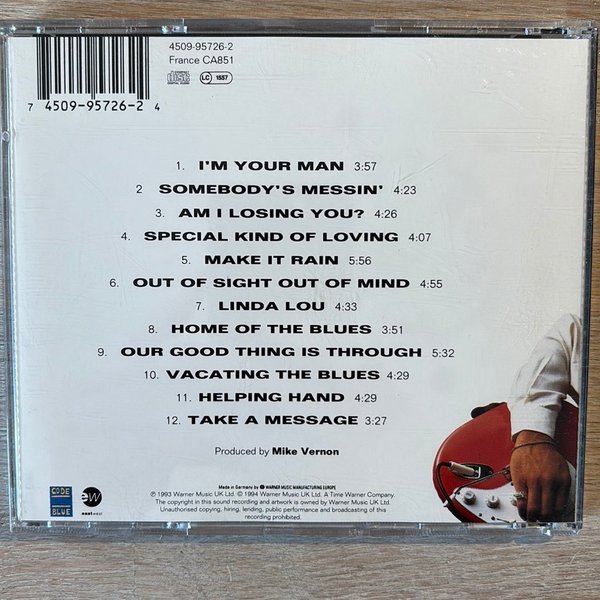 4509-95726-2
France CA851
COMPACT disc DIGITAL AUDIO
LC 1557
7 4509-95726-2 4
1. I'M YOUR MAN 3:57
2 SOMEBODY'S MESSIN' 4:23
3. AM I LOSING YOU? 4:26
4. SPECIAL KIND OF LOVING 4:07
5. MAKE IT RAIN 5:56
6. OUT OF SIGHT OUT OF MIND 4:55
7. LINDA LOU 4:33
8. HOME OF THE BLUES 3:51
9. OUR GOOD THING IS THROUGH 5:32
10. VACATING THE BLUES 4:29
11. HELPING HAND 4:29
12. TAKE A MESSAGE 3:27
Produced by Mike Vernon
Made in Germany by WARNER MUSIC MANUFACTURING EUROPE
℗ 1993 Warner Music UK Ltd. © 1994 Warner Music UK Ltd. A Time Warner Company.
The copyright in this sound recording and artwork is owned by Warner Music UK Ltd.
Unauthorised copying, hiring, lending, public performance and broadcasting of this
recording prohibited.
CODE
BLUE
ew
eastwest